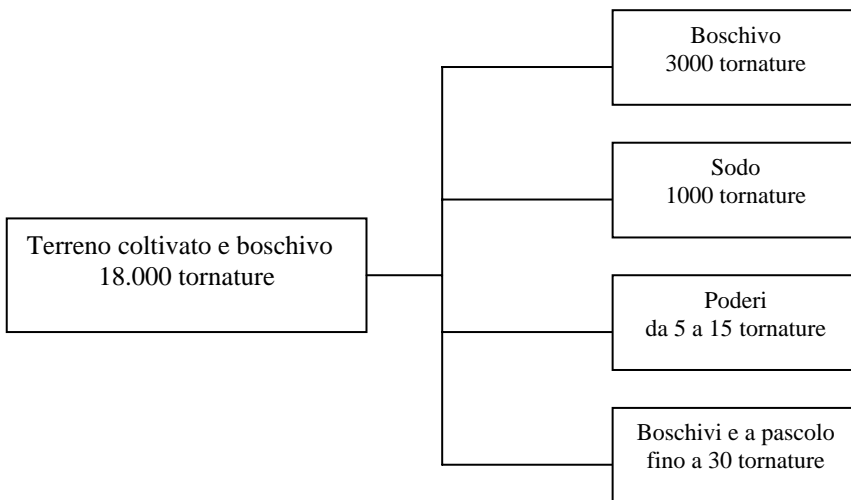 Terreno coltivato e boschivo
18.000 tornature
Boschivo
3000 tornature
Sodo
1000 tornature
Poderi
da 5 a 15 tornature
Boschivi e a pascolo
fino a 30 tornature